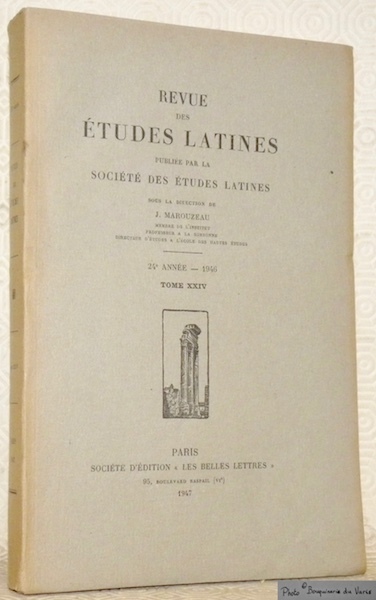 REVUE
DES
ÉTUDES LATINES
PUBLIÉE PAR LA
SOCIÉTÉ DES ÉTUDES LATINES
SOUS LA DIRECTION DE
J. MAROUZEAU
MEMBRE DE L'INSTITUT
PROFESSEUR A LA SORBONNE
DIRECTEUR D'ÉTUDES A L'ÉCOLE DES HAUTES ÉTUDES
24e ANNÉE — 1946
TOME XXIV
PARIS
SOCIÉTÉ D'ÉDITION « LES BELLES LETTRES »
95, BOULEVARD RASPAIL (VIe)
1947
Photo © Bouquinerie du Varis